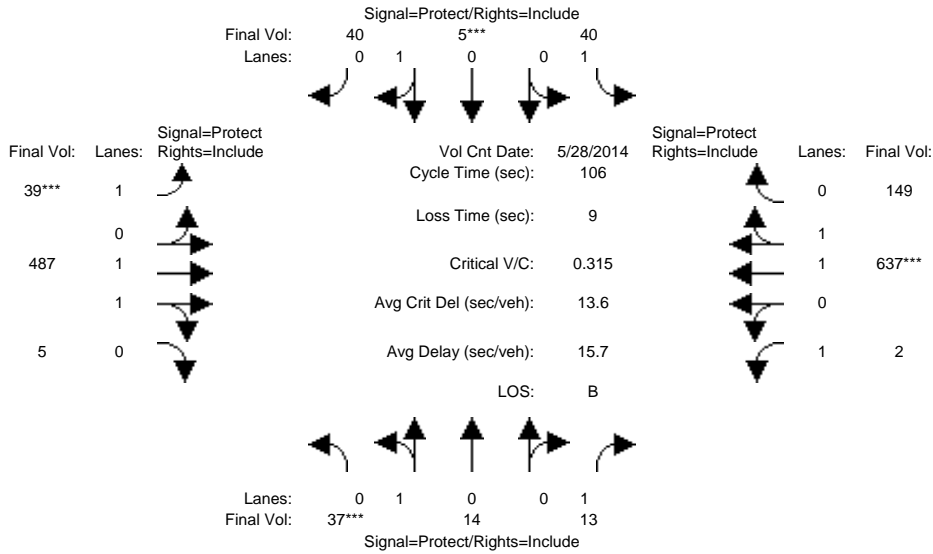 Signal=Protect/Rights=Include
Final Vol: 40 5*** 40
Lanes: 0 1 0 0 1
Signal=Protect Signal=Protect
Final Vol: Lanes: Rights=Include Vol Cnt Date: 5/28/2014 Rights=Include Lanes: Final Vol:
Cycle Time (sec): 106
39*** 1 0 149
Loss Time (sec): 9
0 1
487 1 Critical V/C: 0.315 1 637***
1 Avg Crit Del (sec/veh): 13.6 0
5 0 Avg Delay (sec/veh): 15.7 1 2
LOS: B
Lanes: 0 1 0 0 1
Final Vol: 37*** 14 13
Signal=Protect/Rights=Include